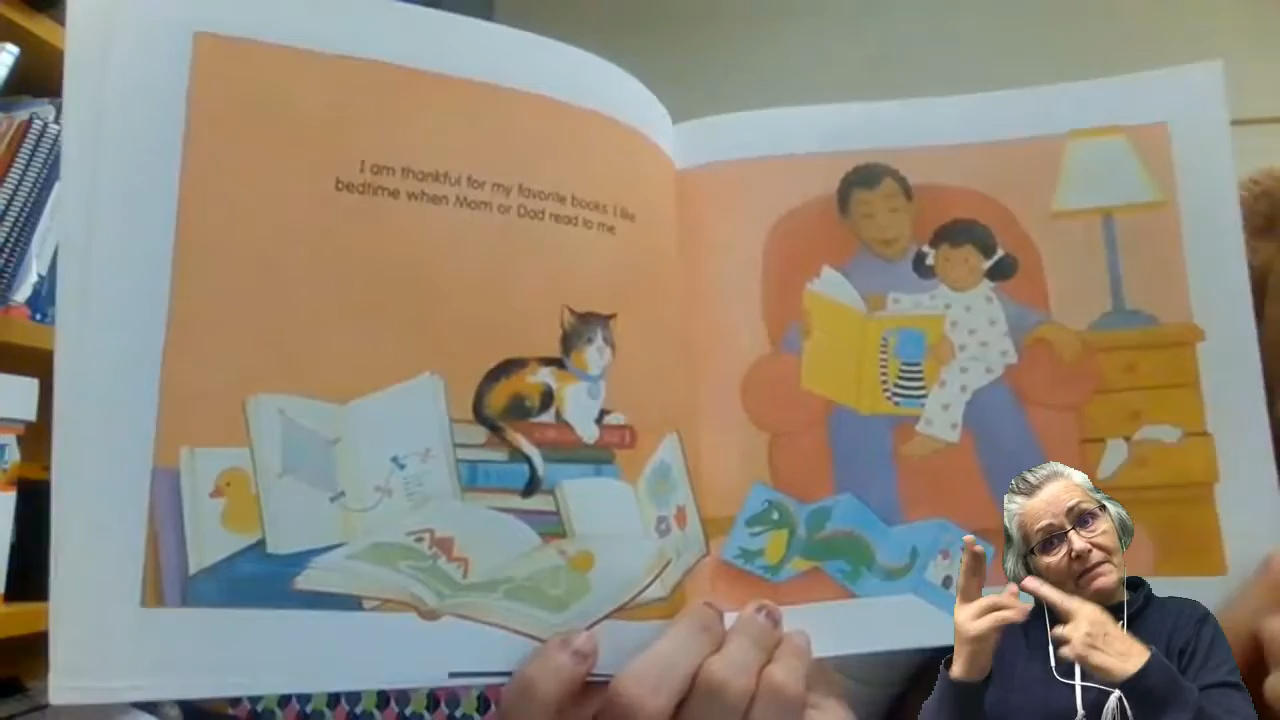 I am thankful for my favorite books. I like
bedtime when Mom or Dad read to me.